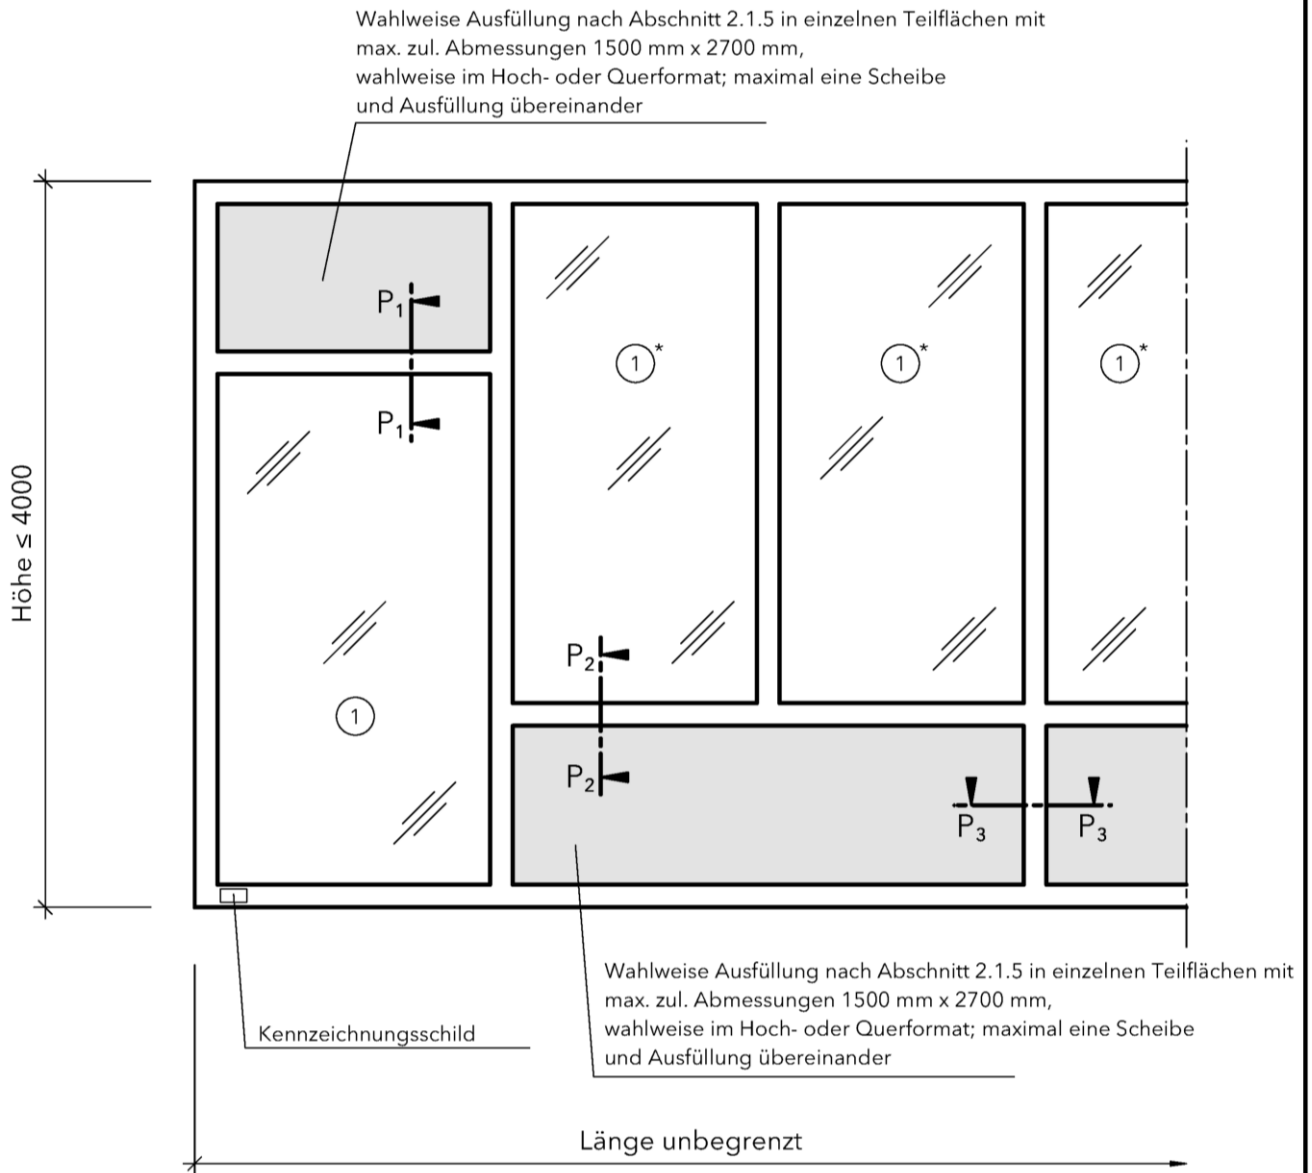 Wahlweise Ausfüllung nach Abschnitt 2.1.5 in einzelnen Teilflächen mit
max. zul. Abmessungen 1500 mm x 2700 mm,
wahlweise im Hoch- oder Querformat; maximal eine Scheibe
und Ausfüllung übereinander
P1
P1
1*
1*
1*
Höhe ≤ 4000
1
P2
P2
P3
P3
Kennzeichnungsschild
Wahlweise Ausfüllung nach Abschnitt 2.1.5 in einzelnen Teilflächen mit
max. zul. Abmessungen 1500 mm x 2700 mm,
wahlweise im Hoch- oder Querformat; maximal eine Scheibe
und Ausfüllung übereinander
Länge unbegrenzt